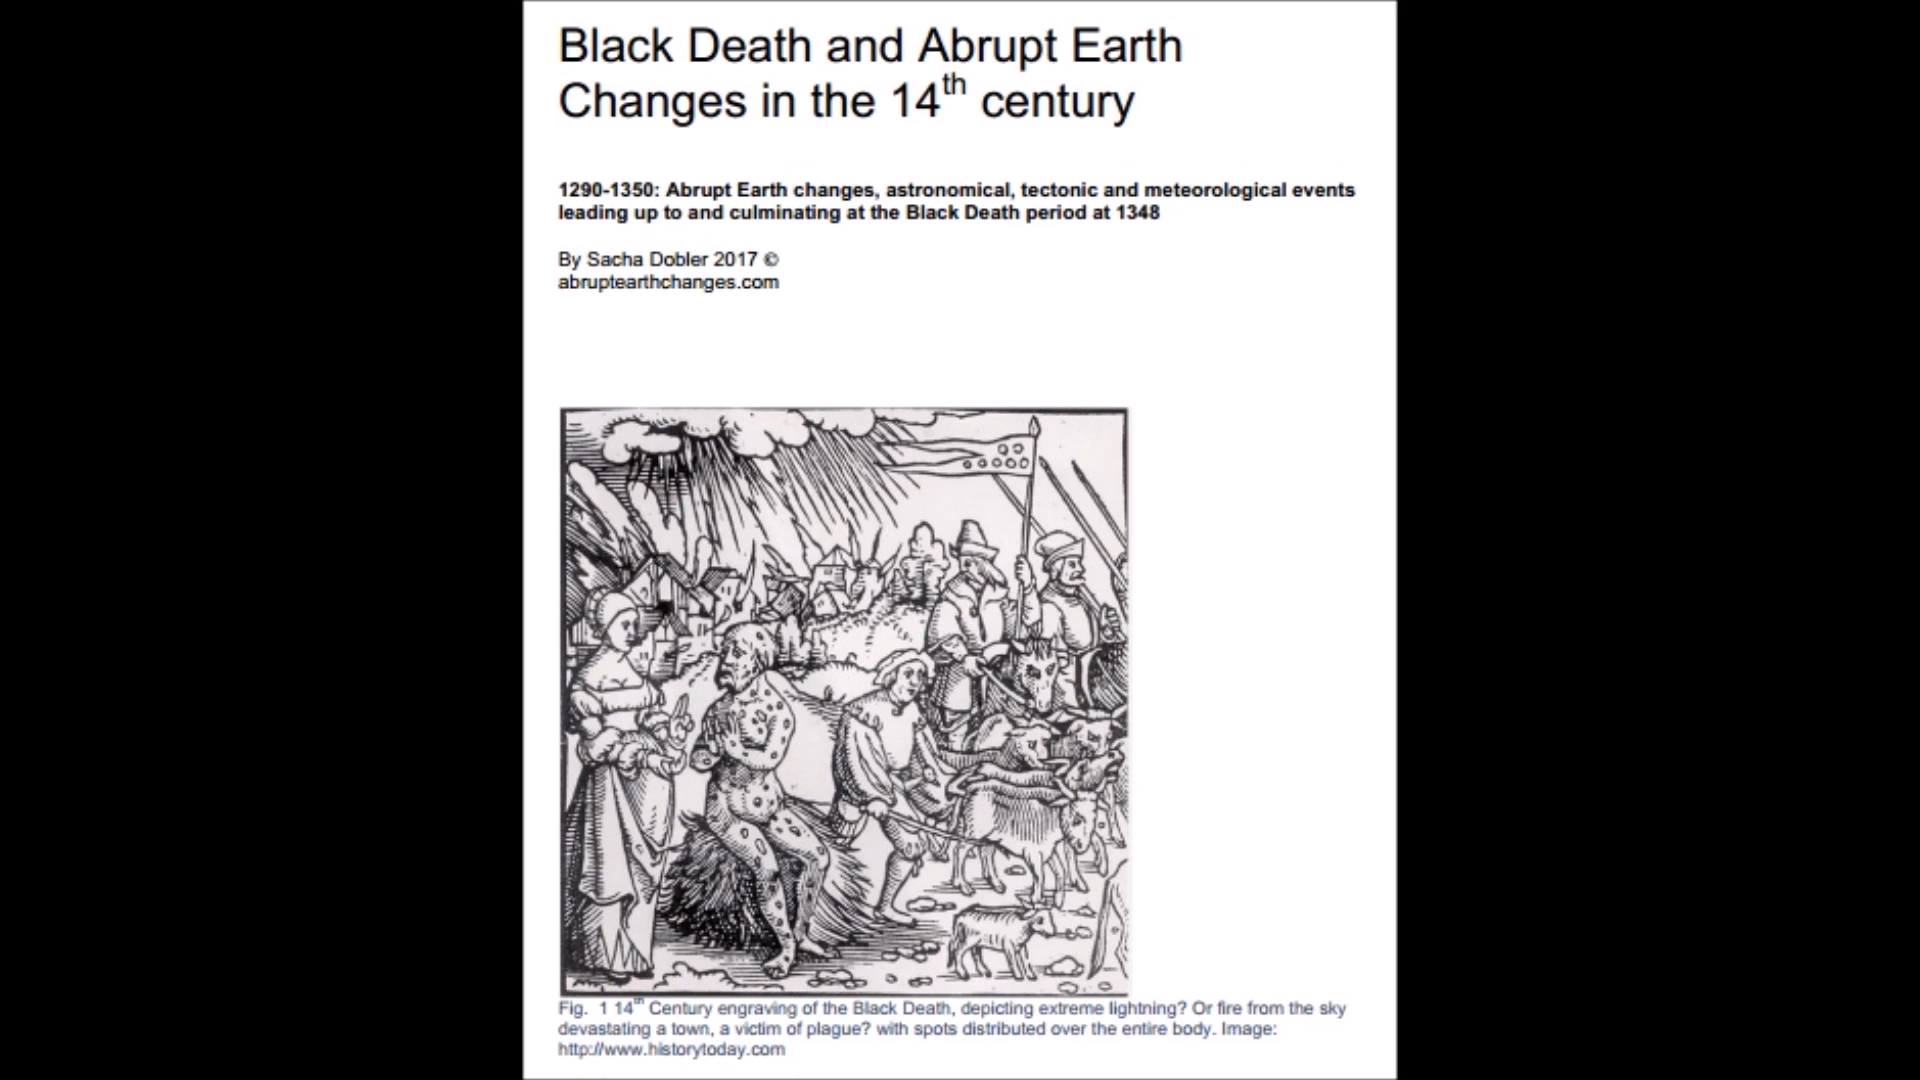 Black Death and Abrupt Earth
Changes in the 14th century
1290-1350: Abrupt Earth changes, astronomical, tectonic and meteorological events
leading up to and culminating at the Black Death period at 1348
By Sacha Dobler 2017 ©
abruptearthchanges.com
Fig. 1 14th Century engraving of the Black Death, depicting extreme lightning? Or fire from the sky
devastating a town, a victim of plague? with spots distributed over the entire body. Image:
http://www.historytoday.com